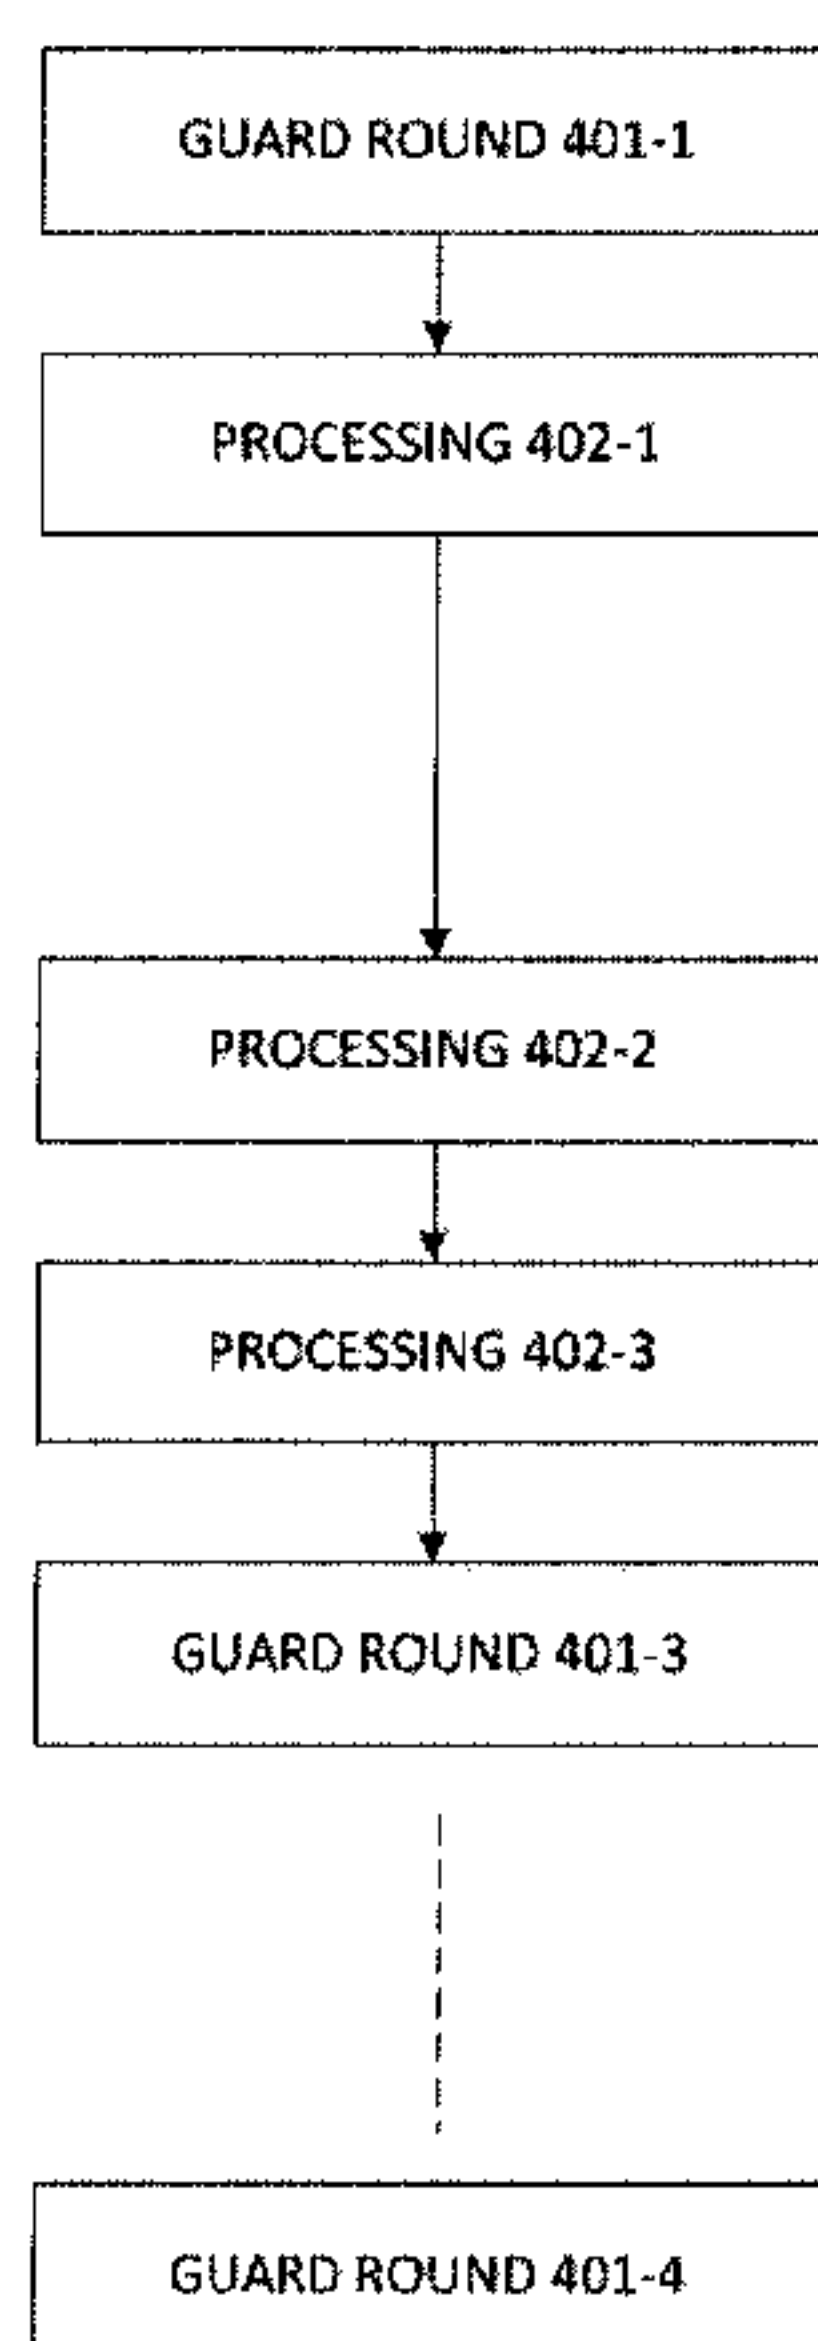 GUARD ROUND 401-1
PROCESSING 402-1
PROCESSING 402-2
PROCESSING 402-3
GUARD ROUND 401-3
GUARD ROUND 401-4